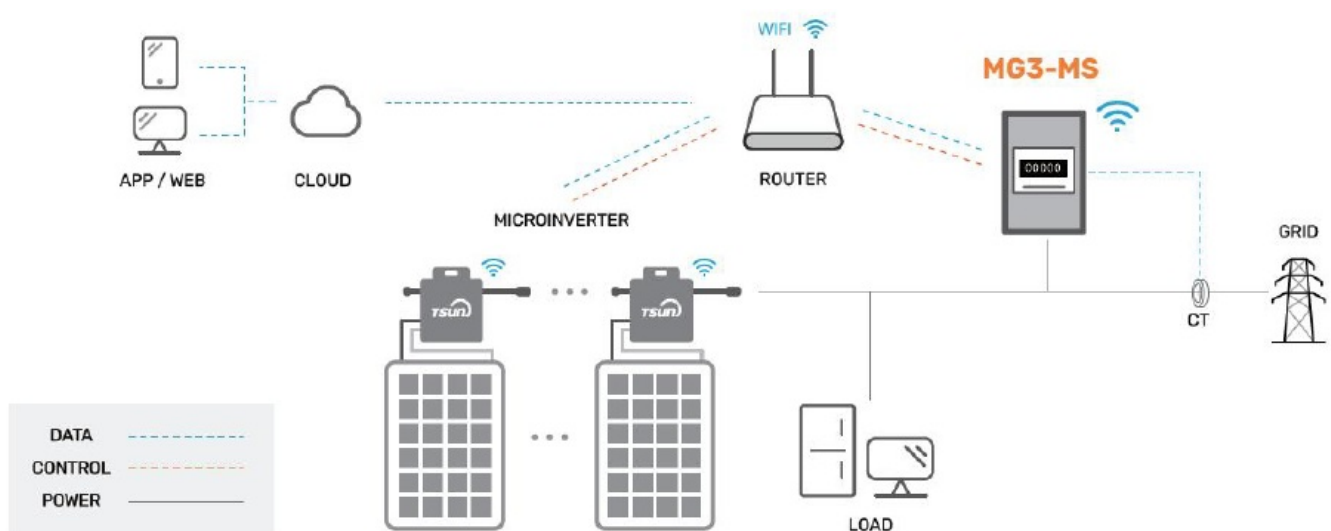 WIFI
MG3-MS
APP / WEB
CLOUD
ROUTER
00000
MICROINVERTER
GRID
TSUN
TSUN
CT
DATA
CONTROL
POWER
LOAD